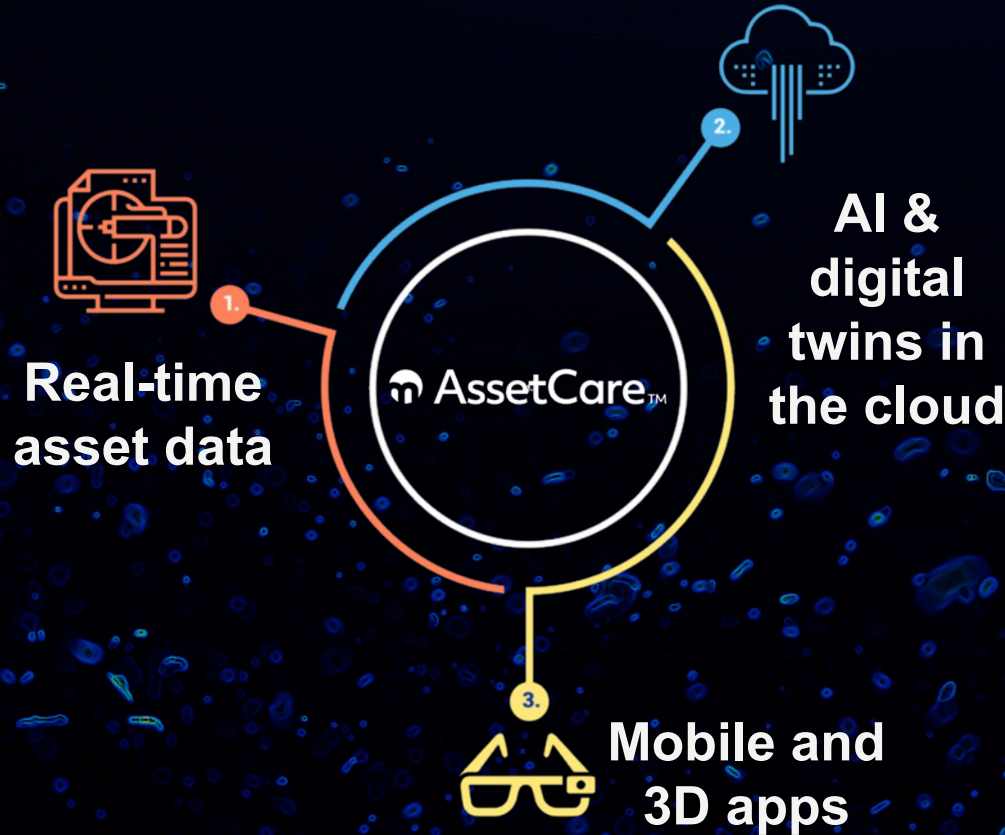 1.
Real-time
asset data
2.
AI &
digital
twins in
the cloud
AssetCare™
3.
Mobile and
3D apps